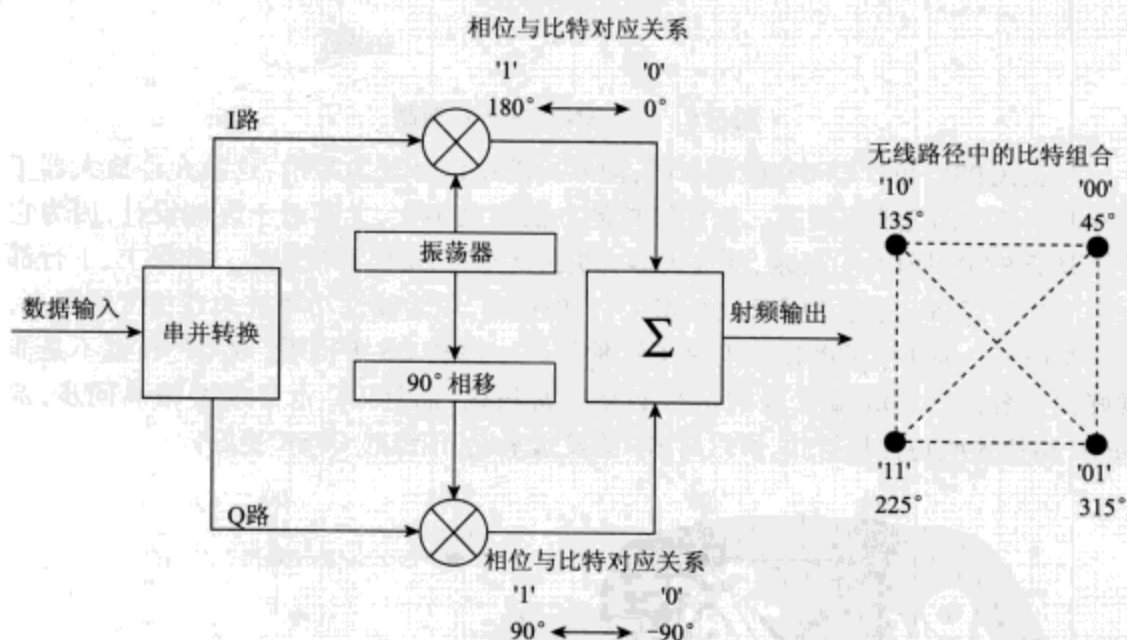 相位与比特对应关系
'1' '0'
180° 0°
I路
无线路径中的比特组合
'10' '00'
135° 45°
振荡器
数据输入
串并转换
Σ
射频输出
90°相移
'11' '01'
225° 315°
Q路
相位与比特对应关系
'1' '0'
90° -90°